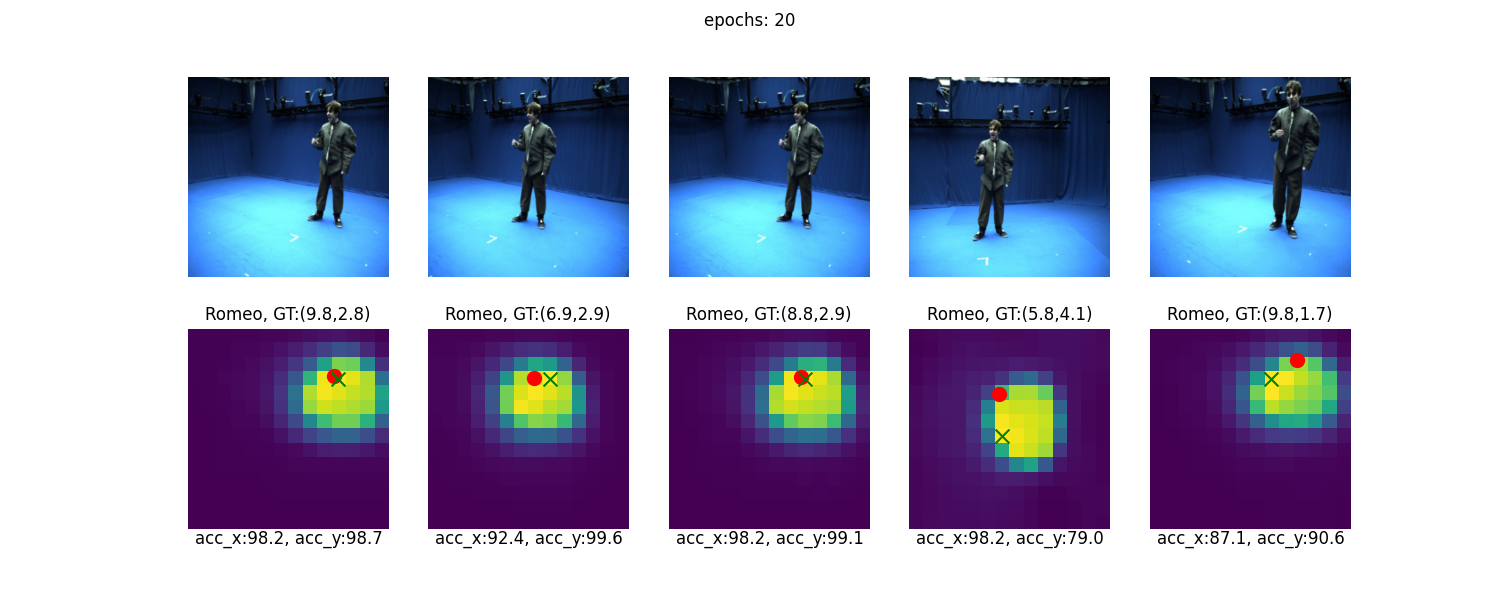 epochs: 20
Romeo, GT:(9.8,2.8)
Romeo, GT:(6.9,2.9)
Romeo, GT:(8.8,2.9)
Romeo, GT:(5.8,4.1)
Romeo, GT:(9.8,1.7)
acc_x:98.2, acc_y:98.7
acc_x:92.4, acc_y:99.6
acc_x:98.2, acc_y:99.1
acc_x:98.2, acc_y:79.0
acc_x:87.1, acc_y:90.6